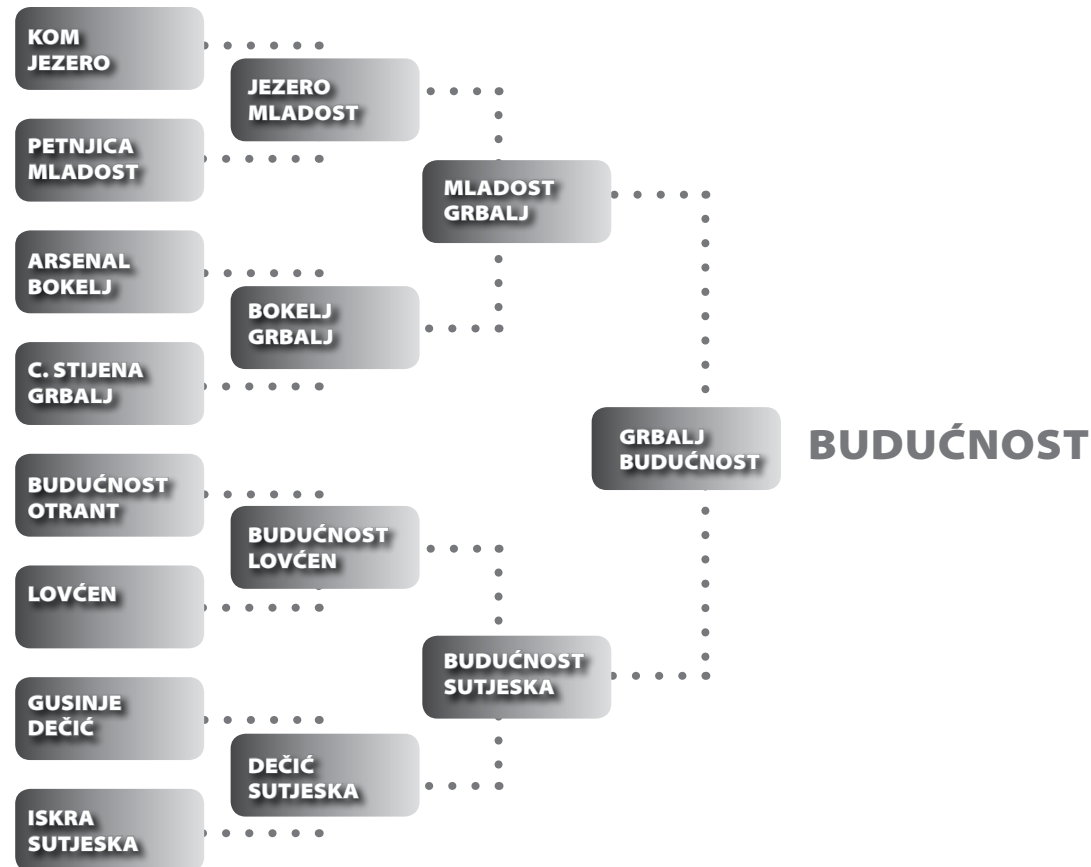 KOM
JEZERO
PETNJICA
MLADOST
ARSENAL
BOKELJ
C. STIJENA
GRBALJ
BUDUĆNOST
OTRANT
LOVĆEN
GUSINJE
DEČIĆ
ISKRA
SUTJESKA
JEZERO
MLADOST
BOKELJ
GRBALJ
BUDUĆNOST
LOVĆEN
DEČIĆ
SUTJESKA
MLADOST
GRBALJ
BUDUĆNOST
SUTJESKA
GRBALJ
BUDUĆNOST
BUDUĆNOST